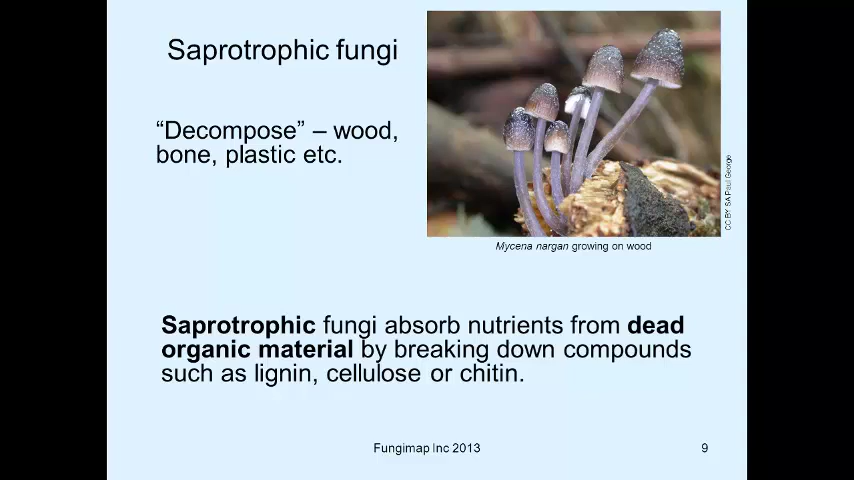 Saprotrophic fungi
“Decompose” – wood,
bone, plastic etc.
CC BY SA Paul George
Mycena nargan growing on wood
Saprotrophic fungi absorb nutrients from dead
organic material by breaking down compounds
such as lignin, cellulose or chitin.
Fungimap Inc 2013
9